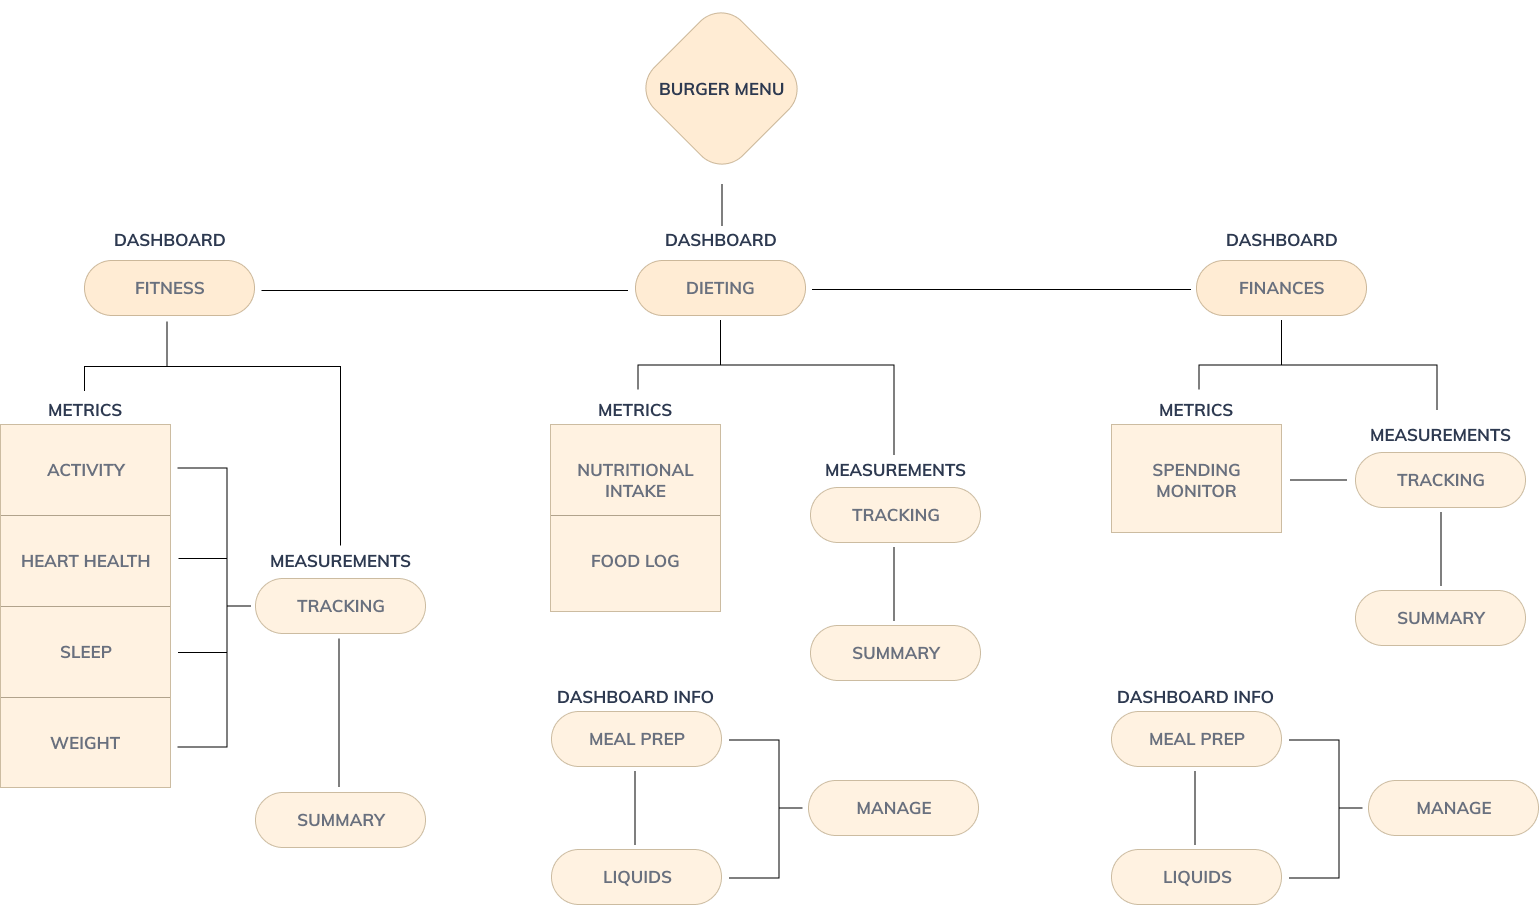 BURGER MENU
DASHBOARD
FITNESS
DASHBOARD
DIETING
DASHBOARD
FINANCES
METRICS
ACTIVITY
HEART HEALTH
SLEEP
WEIGHT
MEASUREMENTS
TRACKING
SUMMARY
METRICS
NUTRITIONAL
INTAKE
FOOD LOG
MEASUREMENTS
TRACKING
SUMMARY
DASHBOARD INFO
MEAL PREP
LIQUIDS
MANAGE
METRICS
SPENDING
MONITOR
MEASUREMENTS
TRACKING
SUMMARY
DASHBOARD INFO
MEAL PREP
LIQUIDS
MANAGE